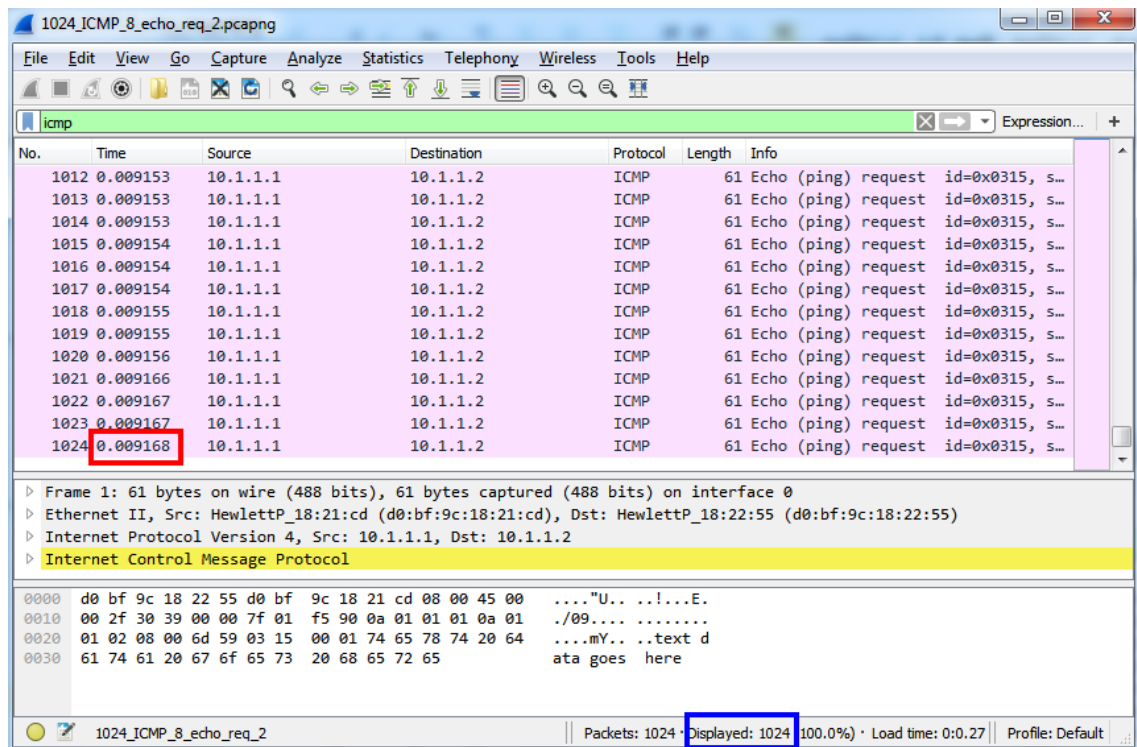 1024_ICMP_8_echo_req_2.pcapng
File Edit View Go Capture Analyze Statistics Telephony Wireless Tools Help
icmp Expression... +
No. Time Source Destination Protocol Length Info
1012 0.009153 10.1.1.1 10.1.1.2 ICMP 61 Echo (ping) request id=0x0315, s…
1013 0.009153 10.1.1.1 10.1.1.2 ICMP 61 Echo (ping) request id=0x0315, s…
1014 0.009153 10.1.1.1 10.1.1.2 ICMP 61 Echo (ping) request id=0x0315, s…
1015 0.009154 10.1.1.1 10.1.1.2 ICMP 61 Echo (ping) request id=0x0315, s…
1016 0.009154 10.1.1.1 10.1.1.2 ICMP 61 Echo (ping) request id=0x0315, s…
1017 0.009154 10.1.1.1 10.1.1.2 ICMP 61 Echo (ping) request id=0x0315, s…
1018 0.009155 10.1.1.1 10.1.1.2 ICMP 61 Echo (ping) request id=0x0315, s…
1019 0.009155 10.1.1.1 10.1.1.2 ICMP 61 Echo (ping) request id=0x0315, s…
1020 0.009156 10.1.1.1 10.1.1.2 ICMP 61 Echo (ping) request id=0x0315, s…
1021 0.009166 10.1.1.1 10.1.1.2 ICMP 61 Echo (ping) request id=0x0315, s…
1022 0.009167 10.1.1.1 10.1.1.2 ICMP 61 Echo (ping) request id=0x0315, s…
1023 0.009167 10.1.1.1 10.1.1.2 ICMP 61 Echo (ping) request id=0x0315, s…
1024 0.009168 10.1.1.1 10.1.1.2 ICMP 61 Echo (ping) request id=0x0315, s…
Frame 1: 61 bytes on wire (488 bits), 61 bytes captured (488 bits) on interface 0
Ethernet II, Src: HewlettP_18:21:cd (d0:bf:9c:18:21:cd), Dst: HewlettP_18:22:55 (d0:bf:9c:18:22:55)
Internet Protocol Version 4, Src: 10.1.1.1, Dst: 10.1.1.2
Internet Control Message Protocol
0000 d0 bf 9c 18 22 55 d0 bf 9c 18 21 cd 08 00 45 00 ...."U.. ..!...E.
0010 00 2f 30 39 00 00 7f 01 f5 90 0a 01 01 01 0a 01 ./09.... ........
0020 01 02 08 00 6d 59 03 15 00 01 74 65 78 74 20 64 ....mY.. ..text d
0030 61 74 61 20 67 6f 65 73 20 68 65 72 65 ata goes here
1024_ICMP_8_echo_req_2 Packets: 1024 · Displayed: 1024 (100.0%) · Load time: 0:0.27 Profile: Default